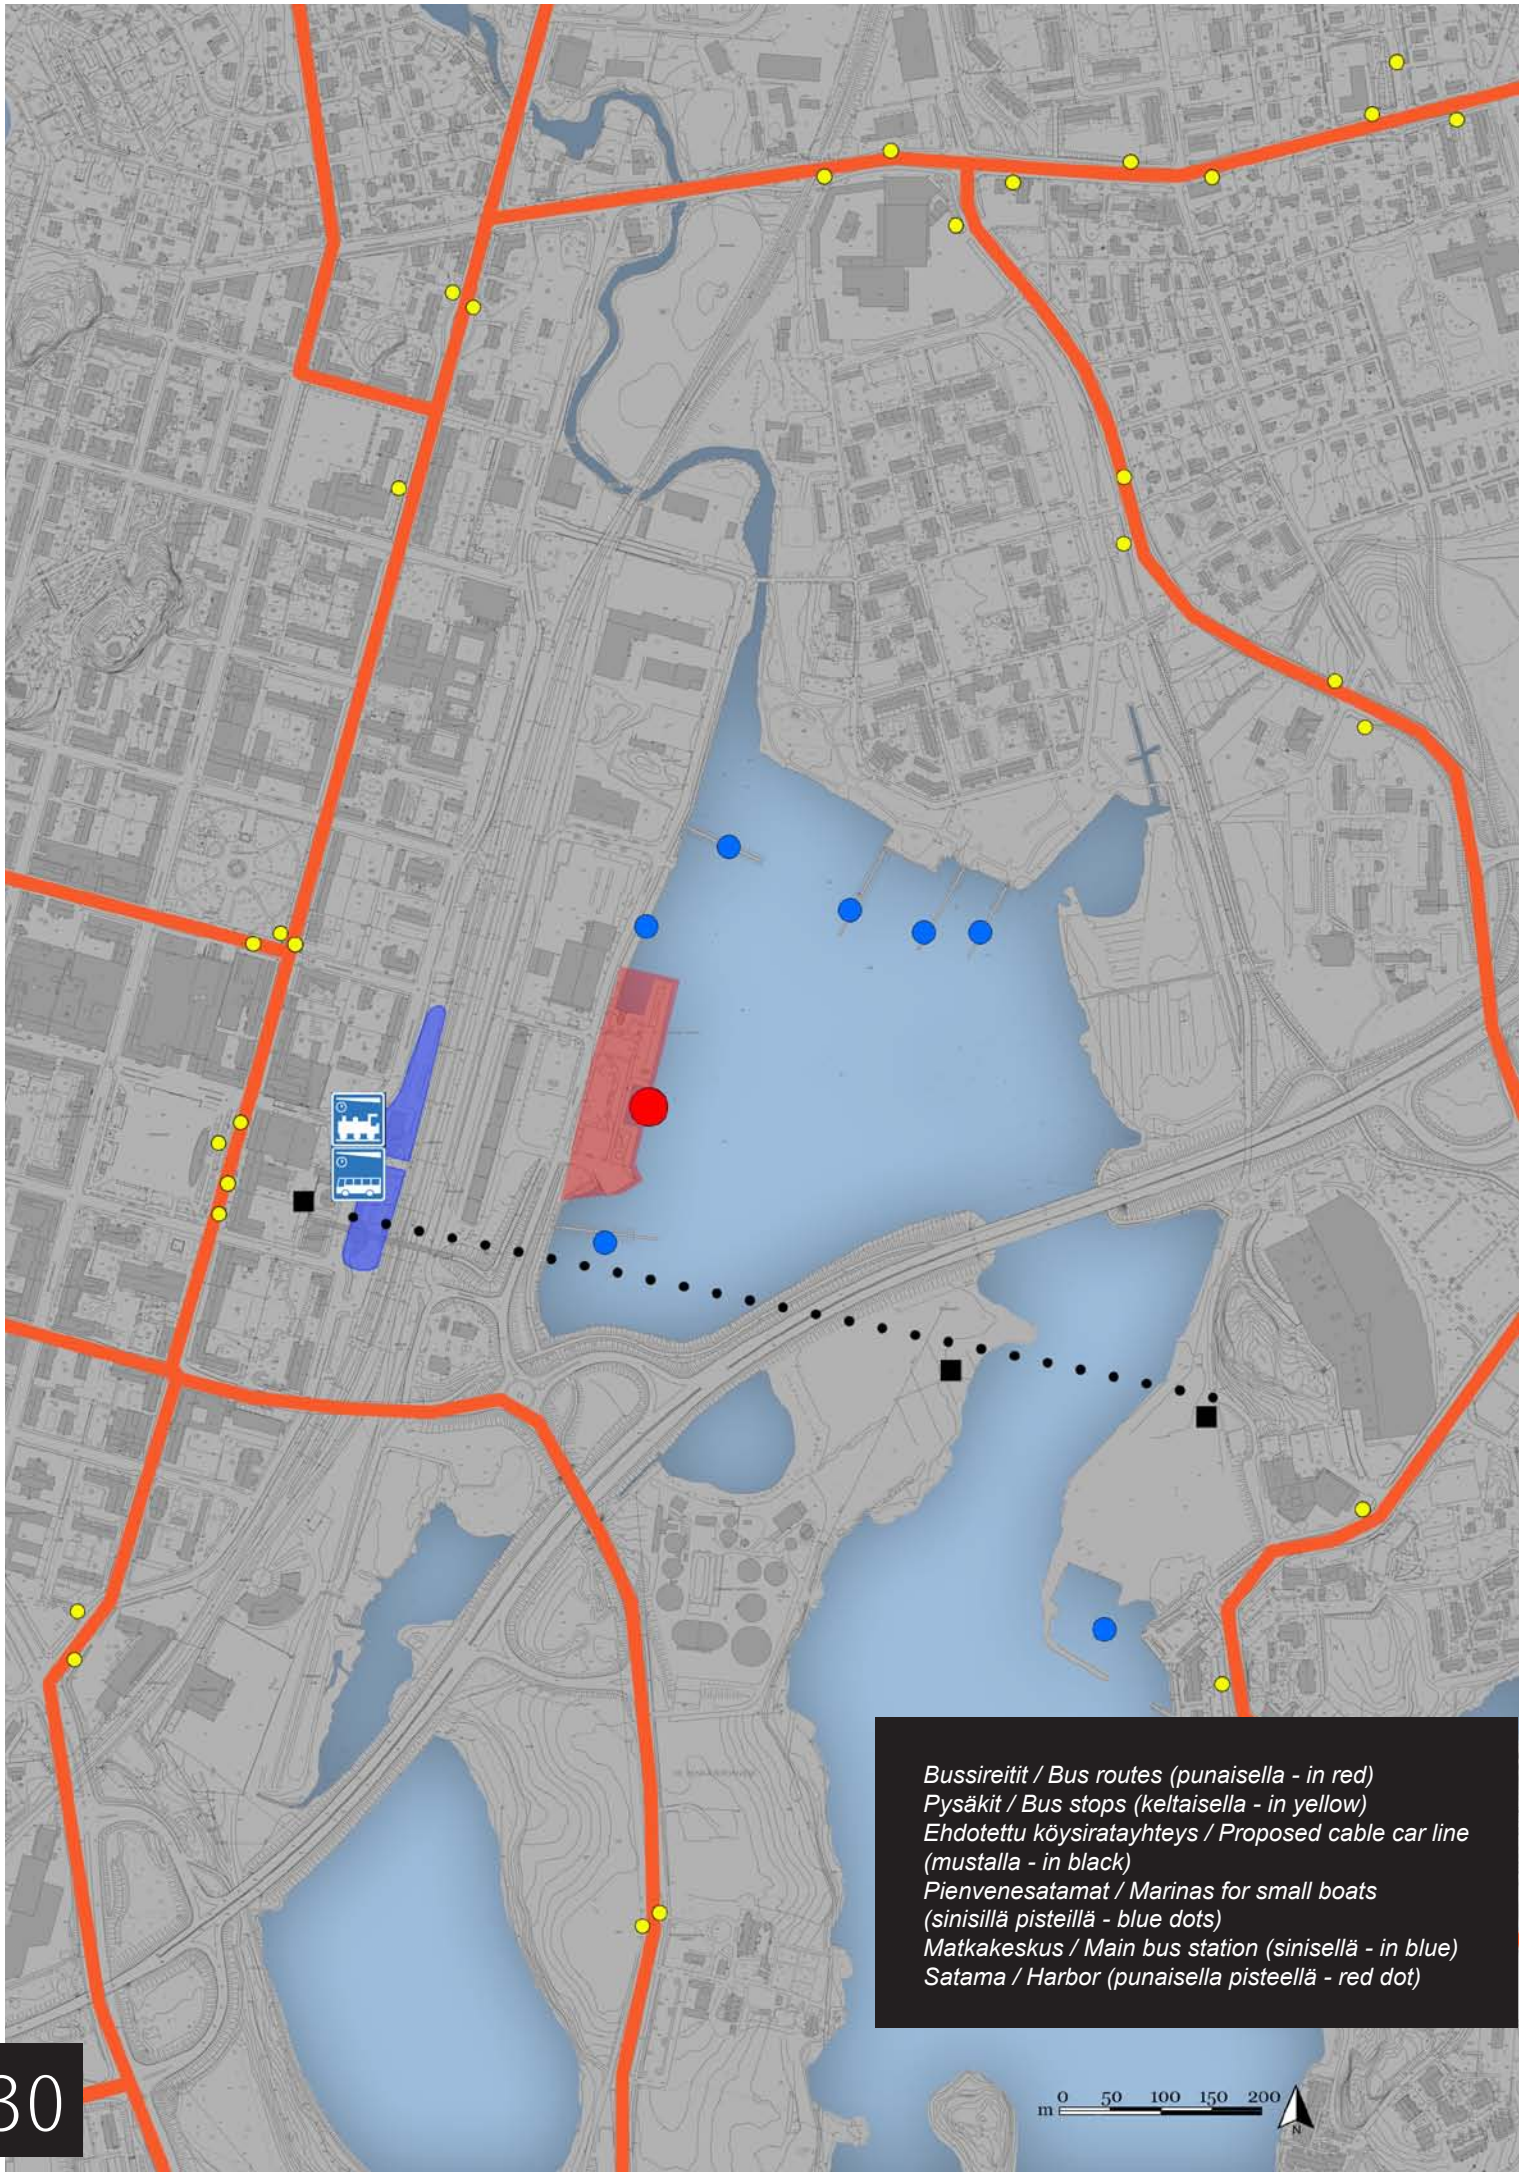 Bussireitit / Bus routes (punaisella - in red)
Pysäkit / Bus stops (keltaisella - in yellow)
Ehdotettu köysiratayhteys / Proposed cable car line
(mustalla - in black)
Pienvenesatamat / Marinas for small boats
(sinisillä pisteillä - blue dots)
Matkakeskus / Main bus station (sinisellä - in blue)
Satama / Harbor (punaisella pisteellä - red dot)
0 50 100 150 200
m
N
30